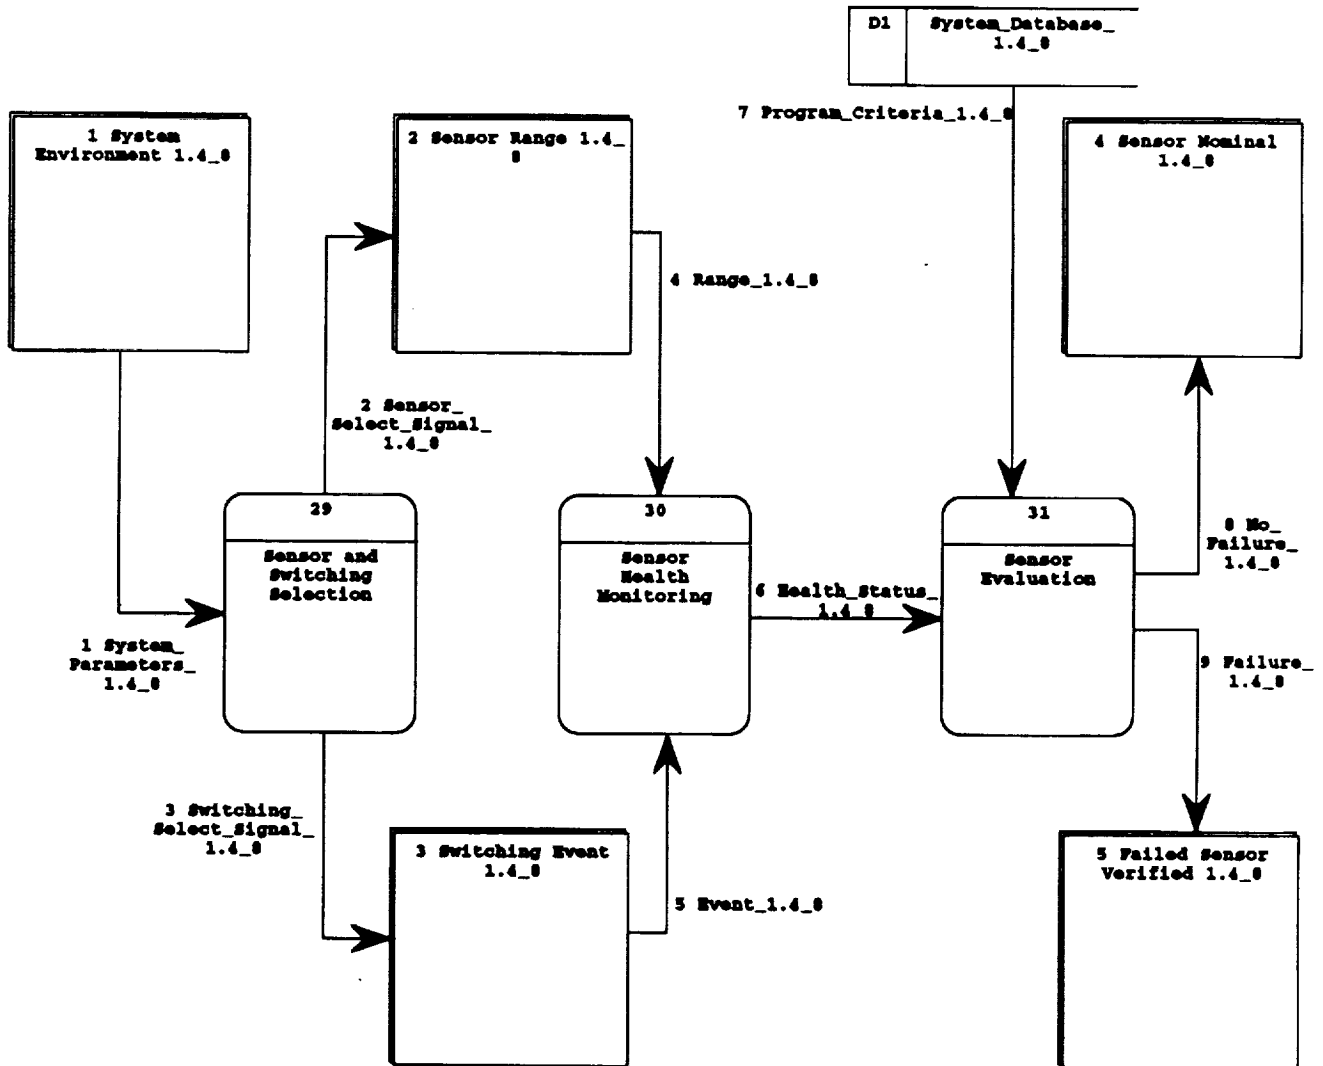 D1
System_Database_
1.4_8
7 Program_Criteria_1.4_8
1 System
Environment 1.4_8
2 Sensor Range 1.4_
8
4 Sensor Nominal
1.4_8
4 Range_1.4_8
2 Sensor_
Select_Signal_
1.4_8
29
Sensor and
Switching
Selection
30
Sensor
Health
Monitoring
31
Sensor
Evaluation
8 No_
Failure_
1.4_8
6 Health_Status_
1.4_8
1 System_
Parameters_
1.4_8
9 Failure_
1.4_8
3 Switching_
Select_Signal_
1.4_8
3 Switching Event
1.4_8
5 Event_1.4_8
5 Failed Sensor
Verified 1.4_8